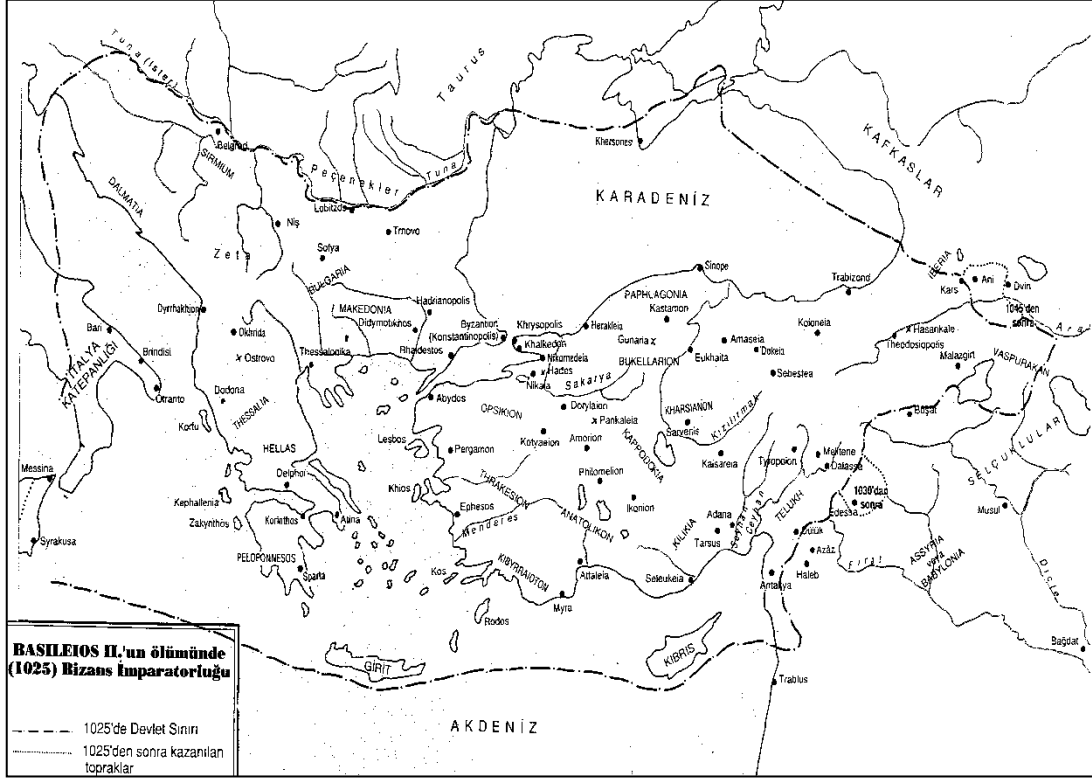 Tuna (İster)
Taurus
Belgrad
SIRMIUM
Peçenekler
Tuna
Khersones
KAFKASLAR
DALMATIA
Lobitzos
Niş
Trnovo
KARADENİZ
Zeta
Sofya
BULGARIA
Sinope
Trabizond
IBERIA
Kars
Ani
Dvin
1045'den
sonra
Dyrrhakhion
MAKEDONIA
Hadrianopolis
PAPHLAGONIA
Kastamon
Bari
Okhrida
Didymotikhos
Byzantion
(Konstantinopolis)
Khrysopolis
Khalkedon
Herakleia
Koloneia
Hasankale
Theodosiopolis
Ostrovo
Thessalonika
Rhaidestos
Nikomedeia
Gunaria
BUKELLARION
Amaseia
Eukhaita
Dokeia
Malazgirt
VASPURAKAN
İTALYA
KATEPANLIĞI
Brindisi
Nikaia
Sakarya
Sebesteia
Otranto
Dodona
THESSALIA
Abydos
OPSIKION
Dorylaion
Pankaleia
KHARSIANON
Kızılırmak
Korfu
HELLAS
Lesbos
Pergamon
Kotyaeion
Amorion
KAPPODOKIA
Kaisareia
Melitene
Dalassa
SELÇUKLULAR
Messina
Delphoi
Philomelion
1030'dan
sonra
Edessa
Musul
Kephallenia
Khios
THRAKESION
Ephesos
ANATOLIKON
Ikonion
Seyhan
Ceyhan
TELUKH
Zakynthos
Korinthos
Atina
Menderes
KILIKIA
Adana
Tarsus
Dülük
Syrakusa
PELOPONNESOS
Sparta
Kos
KIBYRRAIOTON
Attaleia
Seleukeia
Azâz
Haleb
Antakya
Fırat
ASSYRIA
veya
BABYLONIA
Dicle
Myra
Rodos
Bağdat
GİRİT
KIBRIS
Trablus
AKDENİZ
BASILEIOS II.'un ölümünde
(1025) Bizans İmparatorluğu
1025'de Devlet Sınırı
1025'den sonra kazanılan
topraklar